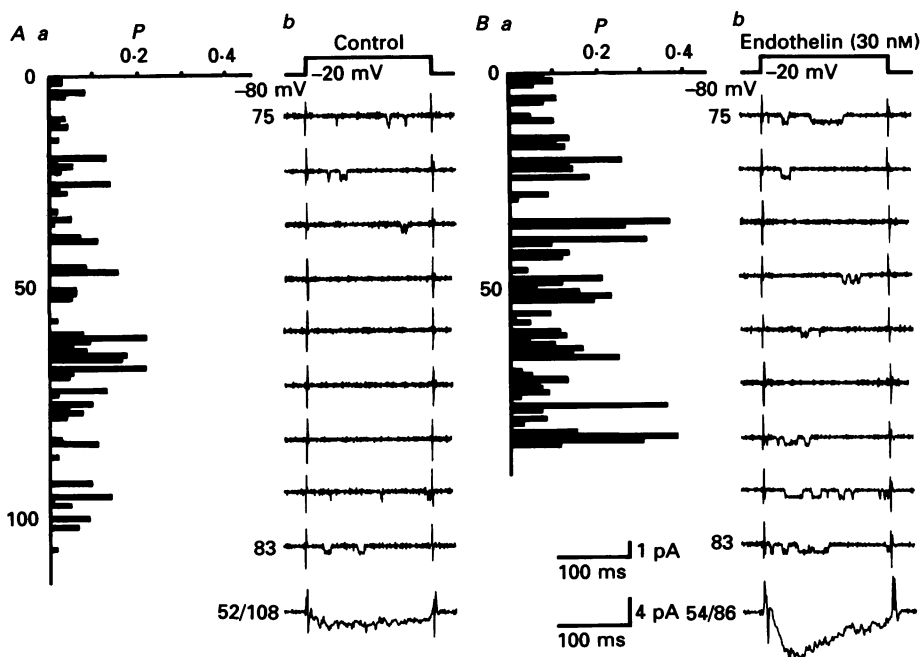 A a P b Control
0·2 0·4
0
−20 mV
−80 mV
75
50
100
83
52/108
B a P b
Endothelin (30 nM)
0·2 0·4
0
−20 mV
−80 mV
75
50
83
1 pA
100 ms
4 pA
100 ms
54/86